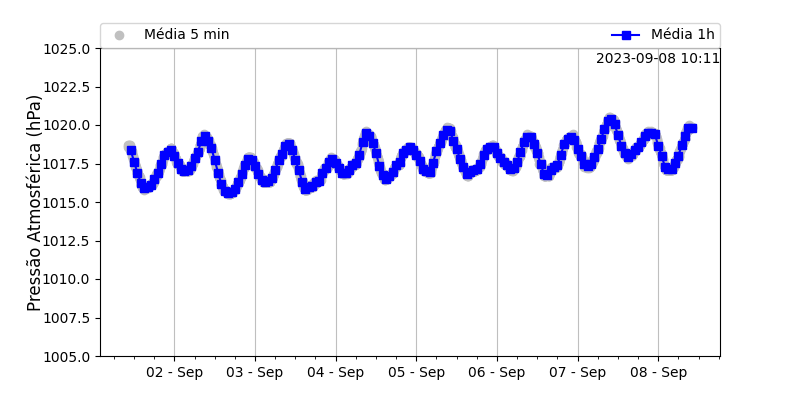 Média 5 min
Média 1h
2023-09-08 10:11
Pressão Atmosférica (hPa)
1025.0
1022.5
1020.0
1017.5
1015.0
1012.5
1010.0
1007.5
1005.0
02 - Sep
03 - Sep
04 - Sep
05 - Sep
06 - Sep
07 - Sep
08 - Sep